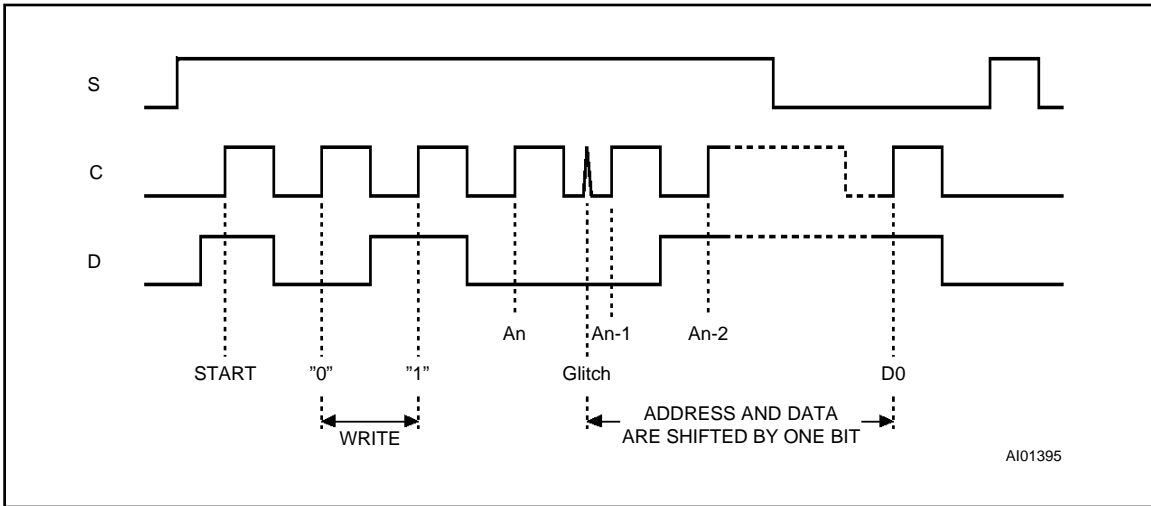 S
C
D
An
An-1
An-2
START
”0”
”1”
Glitch
D0
WRITE
ADDRESS AND DATA
ARE SHIFTED BY ONE BIT
AI01395